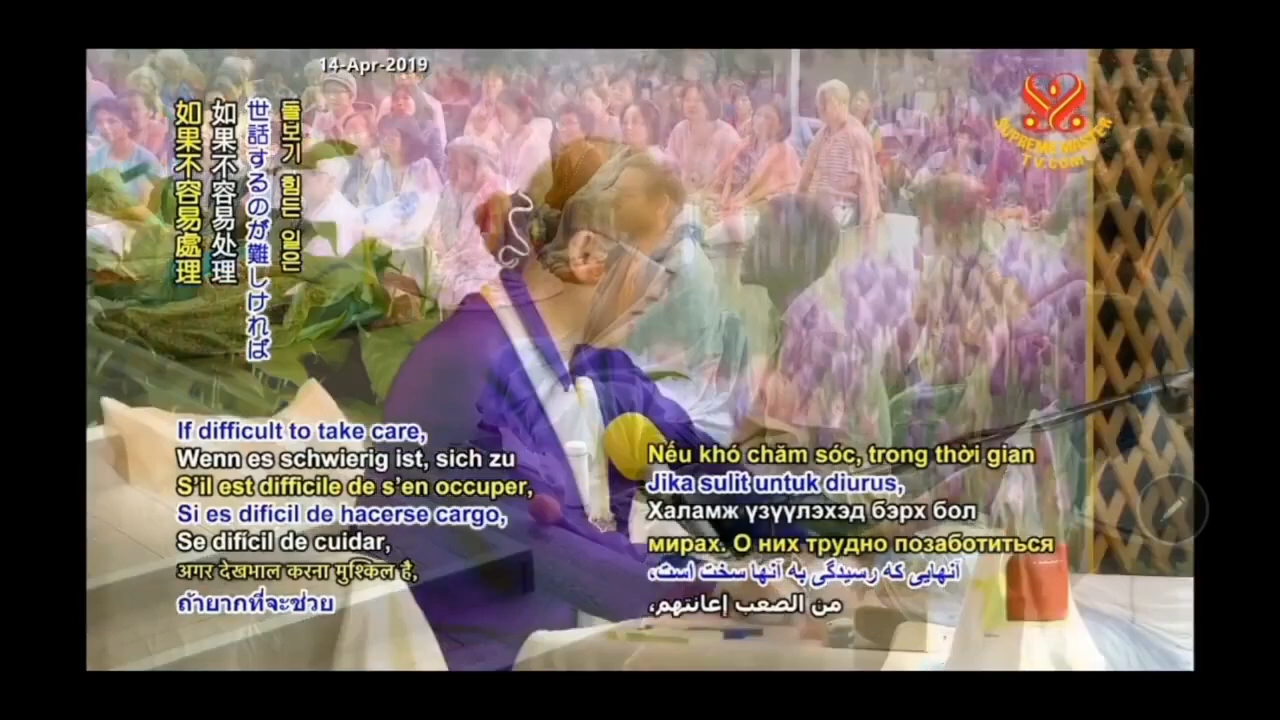 14-Apr-2019
SUPREME MASTER
TV.COM
돌보기 힘든 일은
世話するのが難しければ
如果不容易处理
如果不容易處理
If difficult to take care,
Wenn es schwierig ist, sich zu
S'il est difficile de s'en occuper,
Si es difícil de hacerse cargo,
Se difícil de cuidar,
अगर देखभाल करना मुश्किल है,
ถ้ายากที่จะช่วย
Nếu khó chăm sóc, trong thời gian
Jika sulit untuk diurus,
Халамж үзүүлэхэд бэрх бол
мирах. О них трудно позаботиться
آنهایی که رسیدگی به آنها سخت است،
من الصعب إعانتهم،